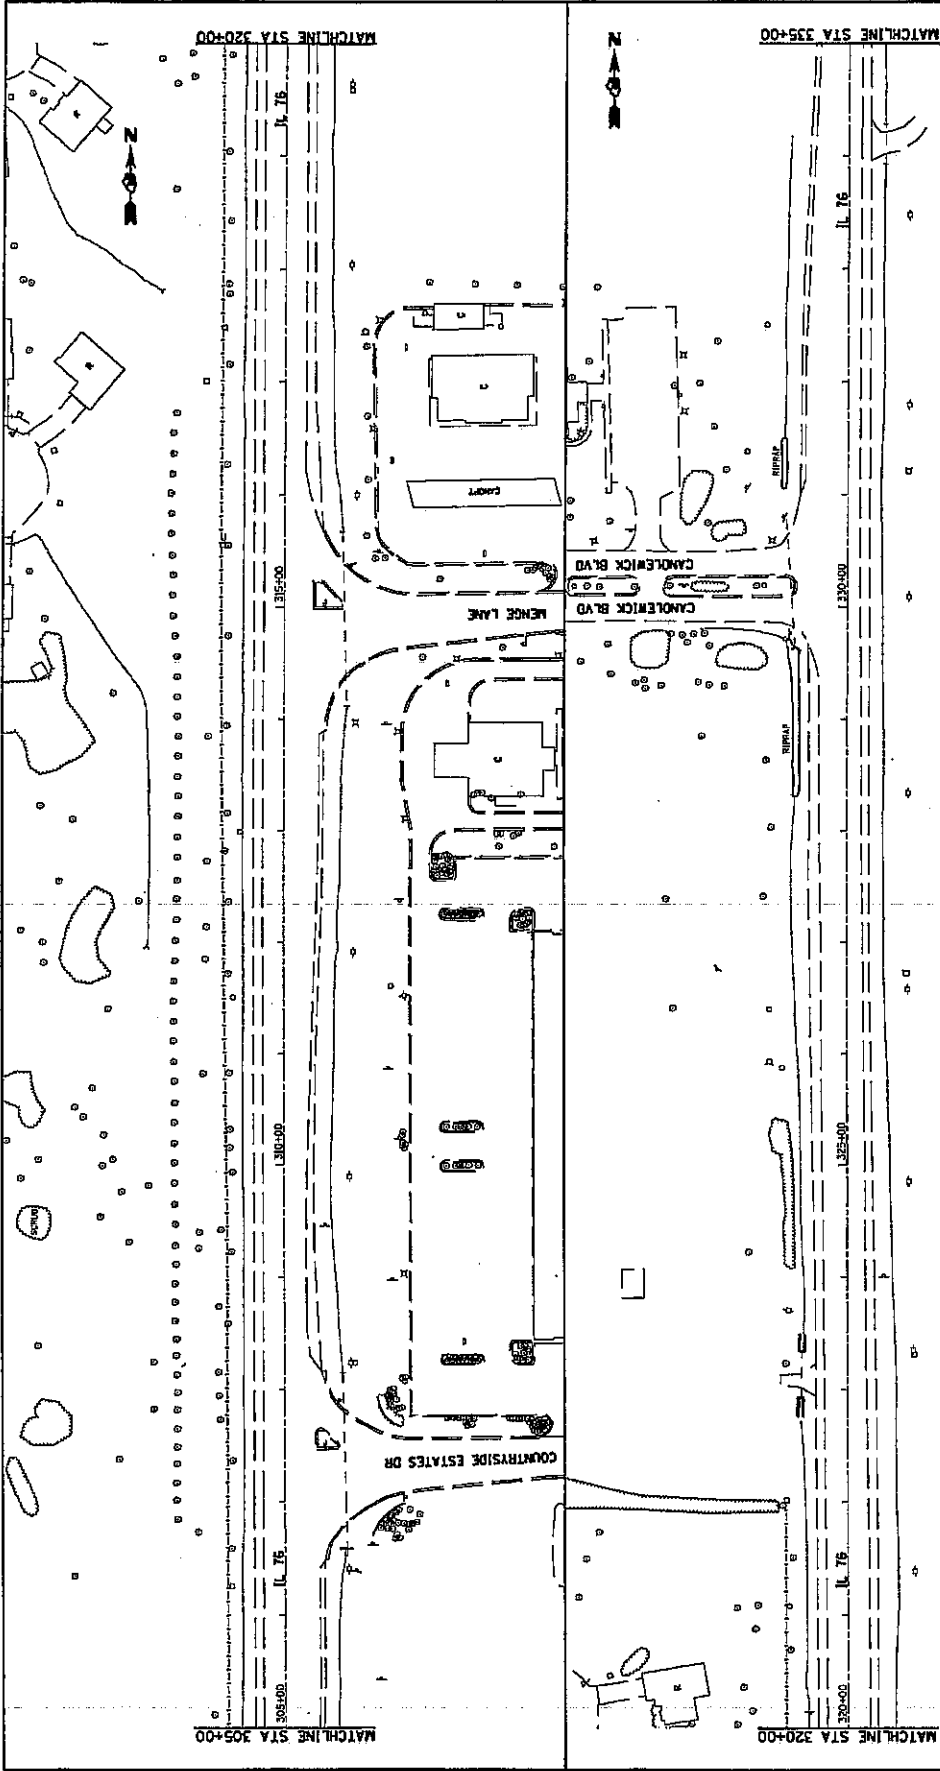 MATCHLINE STA 320+00
MATCHLINE STA 335+00
N
N
IL 76
IL 76
R
R
C
C
CANOPY
RIPRAP
CANDLEWICK BLVD
CANDLEWICK BLVD
315+00
330+00
MENGE LANE
C
RIPRAP
310+00
325+00
SCRUB
COUNTRYSIDE ESTATES DR
IL 76
IL 76
R
305+00
320+00
MATCHLINE STA 305+00
MATCHLINE STA 320+00